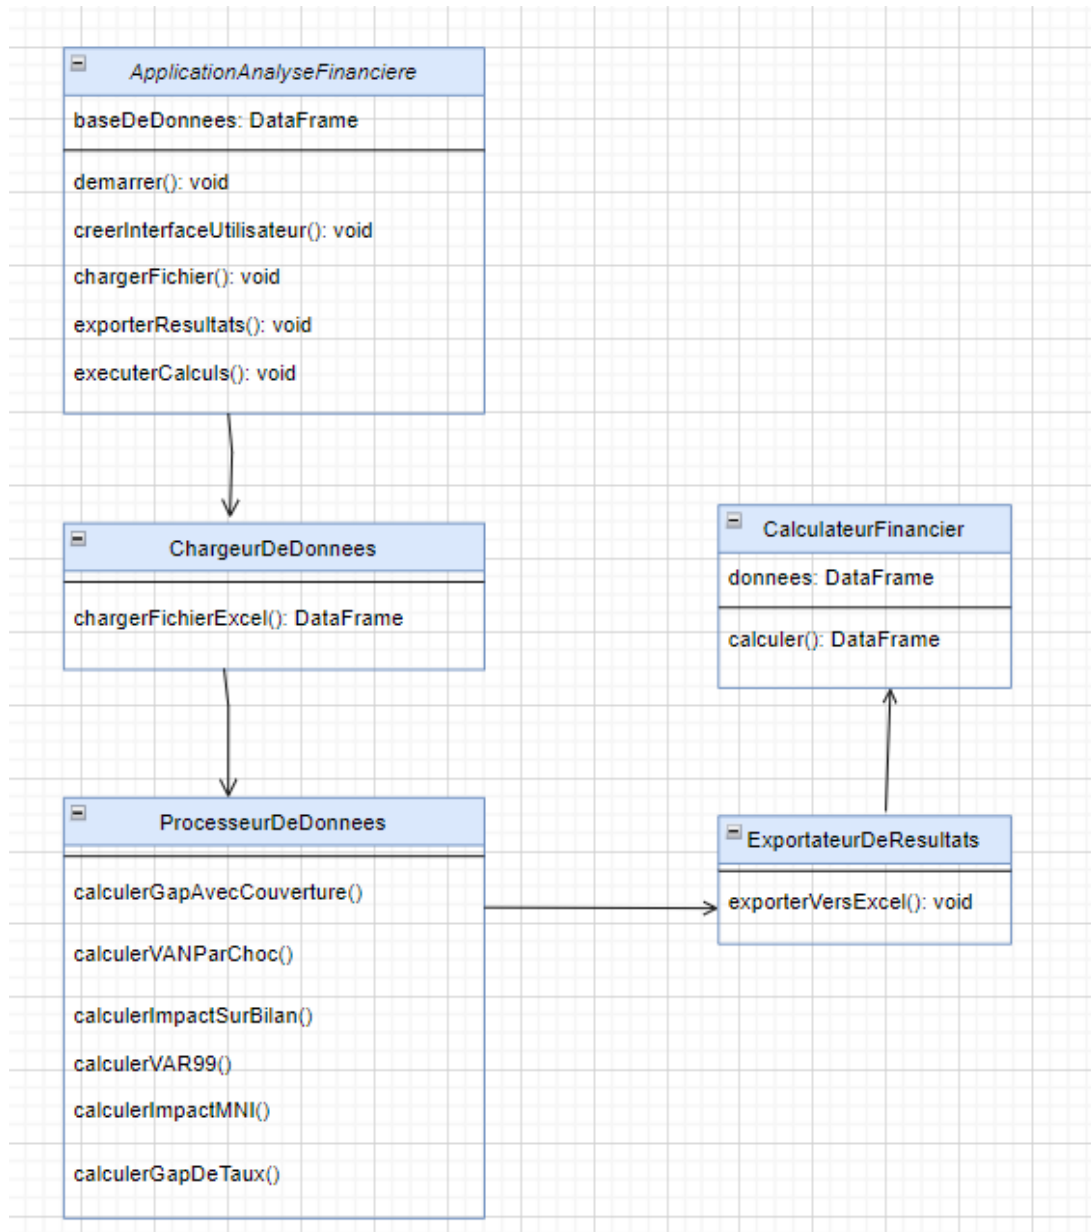 ApplicationAnalyseFinanciere
baseDeDonnees: DataFrame
demarrer(): void
creerInterfaceUtilisateur(): void
chargerFichier(): void
exporterResultats(): void
executerCalculs(): void
ChargeurDeDonnees
chargerFichierExcel(): DataFrame
ProcesseurDeDonnees
calculerGapAvecCouverture()
calculerVANParChoc()
calculerImpactSurBilan()
calculerVAR99()
calculerImpactMNI()
calculerGapDeTaux()
CalculateurFinancier
donnees: DataFrame
calculer(): DataFrame
ExportateurDeResultats
exporterVersExcel(): void